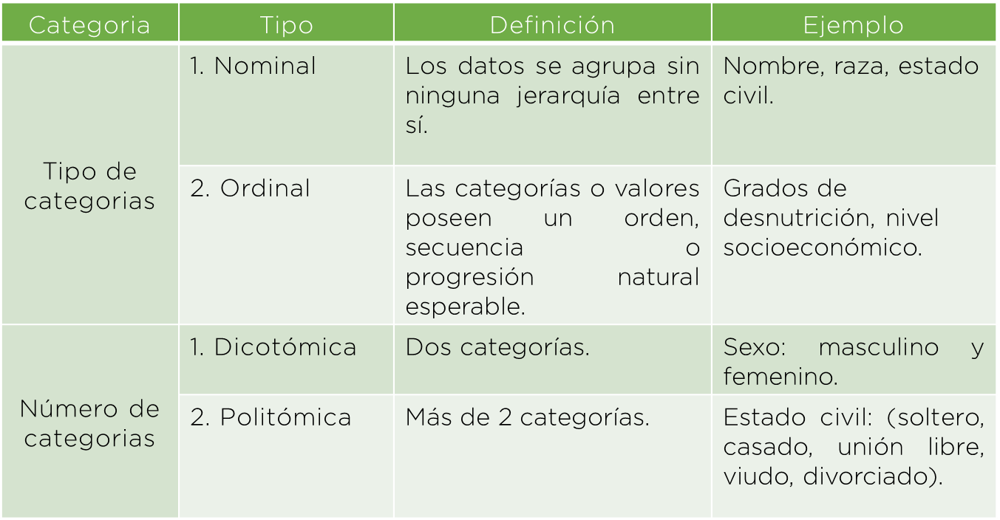 Categoria
Tipo
Definición
Ejemplo
Tipo de
categorias
1. Nominal
Los datos se agrupa sin
ninguna jerarquía entre
sí.
Nombre, raza, estado
civil.
2. Ordinal
Las categorías o valores
poseen un orden,
secuencia o
progresión natural
esperable.
Grados de
desnutrición, nivel
socioeconómico.
Número de
categorias
1. Dicotómica
Dos categorías.
Sexo: masculino y
femenino.
2. Politómica
Más de 2 categorías.
Estado civil: (soltero,
casado, unión libre,
viudo, divorciado).